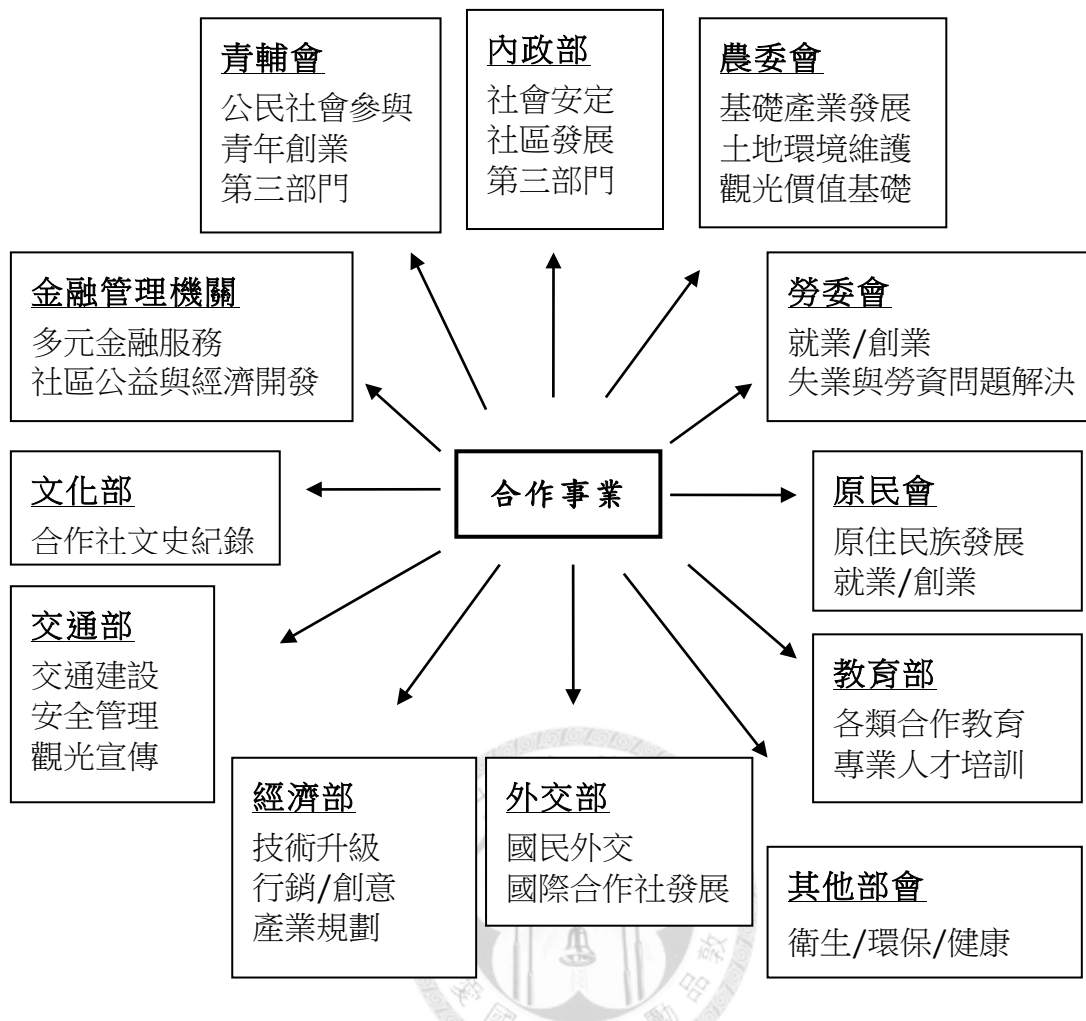 青輔會
公民社會參與
青年創業
第三部門
內政部
社會安定
社區發展
第三部門
農委會
基礎產業發展
土地環境維護
觀光價值基礎
金融管理機關
多元金融服務
社區公益與經濟開發
勞委會
就業/創業
失業與勞資問題解決
文化部
合作社文史紀錄
合作事業
原民會
原住民族發展
就業/創業
交通部
交通建設
安全管理
觀光宣傳
教育部
各類合作教育
專業人才培訓
經濟部
技術升級
行銷/創意
產業規劃
外交部
國民外交
國際合作社發展
其他部會
衛生/環保/健康
愛國勵品敦